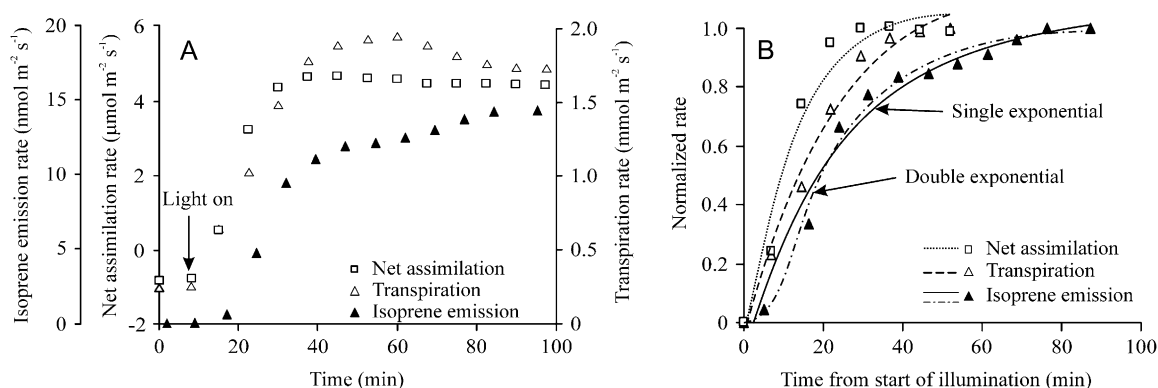 A
Isoprene emission rate (nmol m⁻² s⁻¹)
20
15
10
5
0
Net assimilation rate (μmol m⁻² s⁻¹)
6
4
2
0
-2
Light on
Net assimilation
Transpiration
Isoprene emission
Transpiration rate (mmol m⁻² s⁻¹)
2.0
1.5
1.0
0.5
0.0
0 20 40 60 80 100
Time (min)
B
Normalized rate
1.0
0.8
0.6
0.4
0.2
0
Single exponential
Double exponential
Net assimilation
Transpiration
Isoprene emission
0 20 40 60 80 100
Time from start of illumination (min)